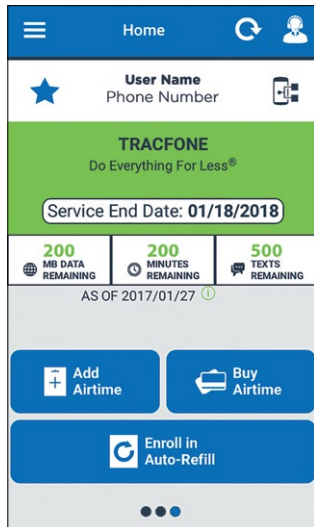 Home
User Name
Phone Number
TRACFONE
Do Everything For Less®
Service End Date: 01/18/2018
200 200 500
MB DATA REMAINING MINUTES REMAINING TEXTS REMAINING
AS OF 2017/01/27
Add Airtime Buy Airtime
Enroll in
Auto-Refill